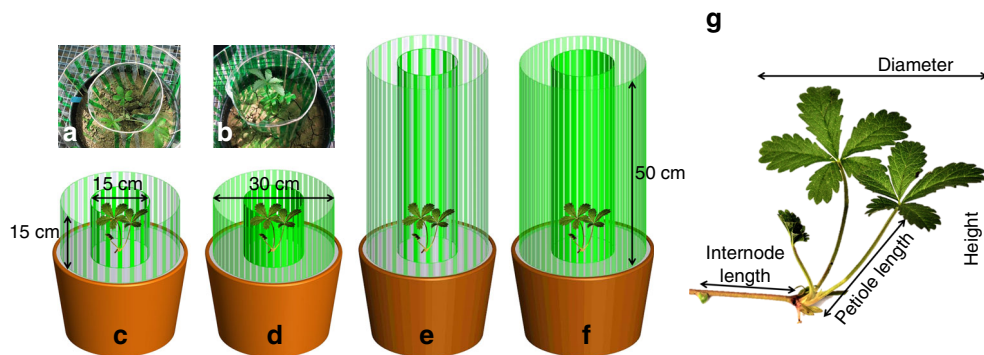 a
b
15 cm
30 cm
15 cm
50 cm
c
d
e
f
g
Diameter
Height
Internode
length
Petiole length